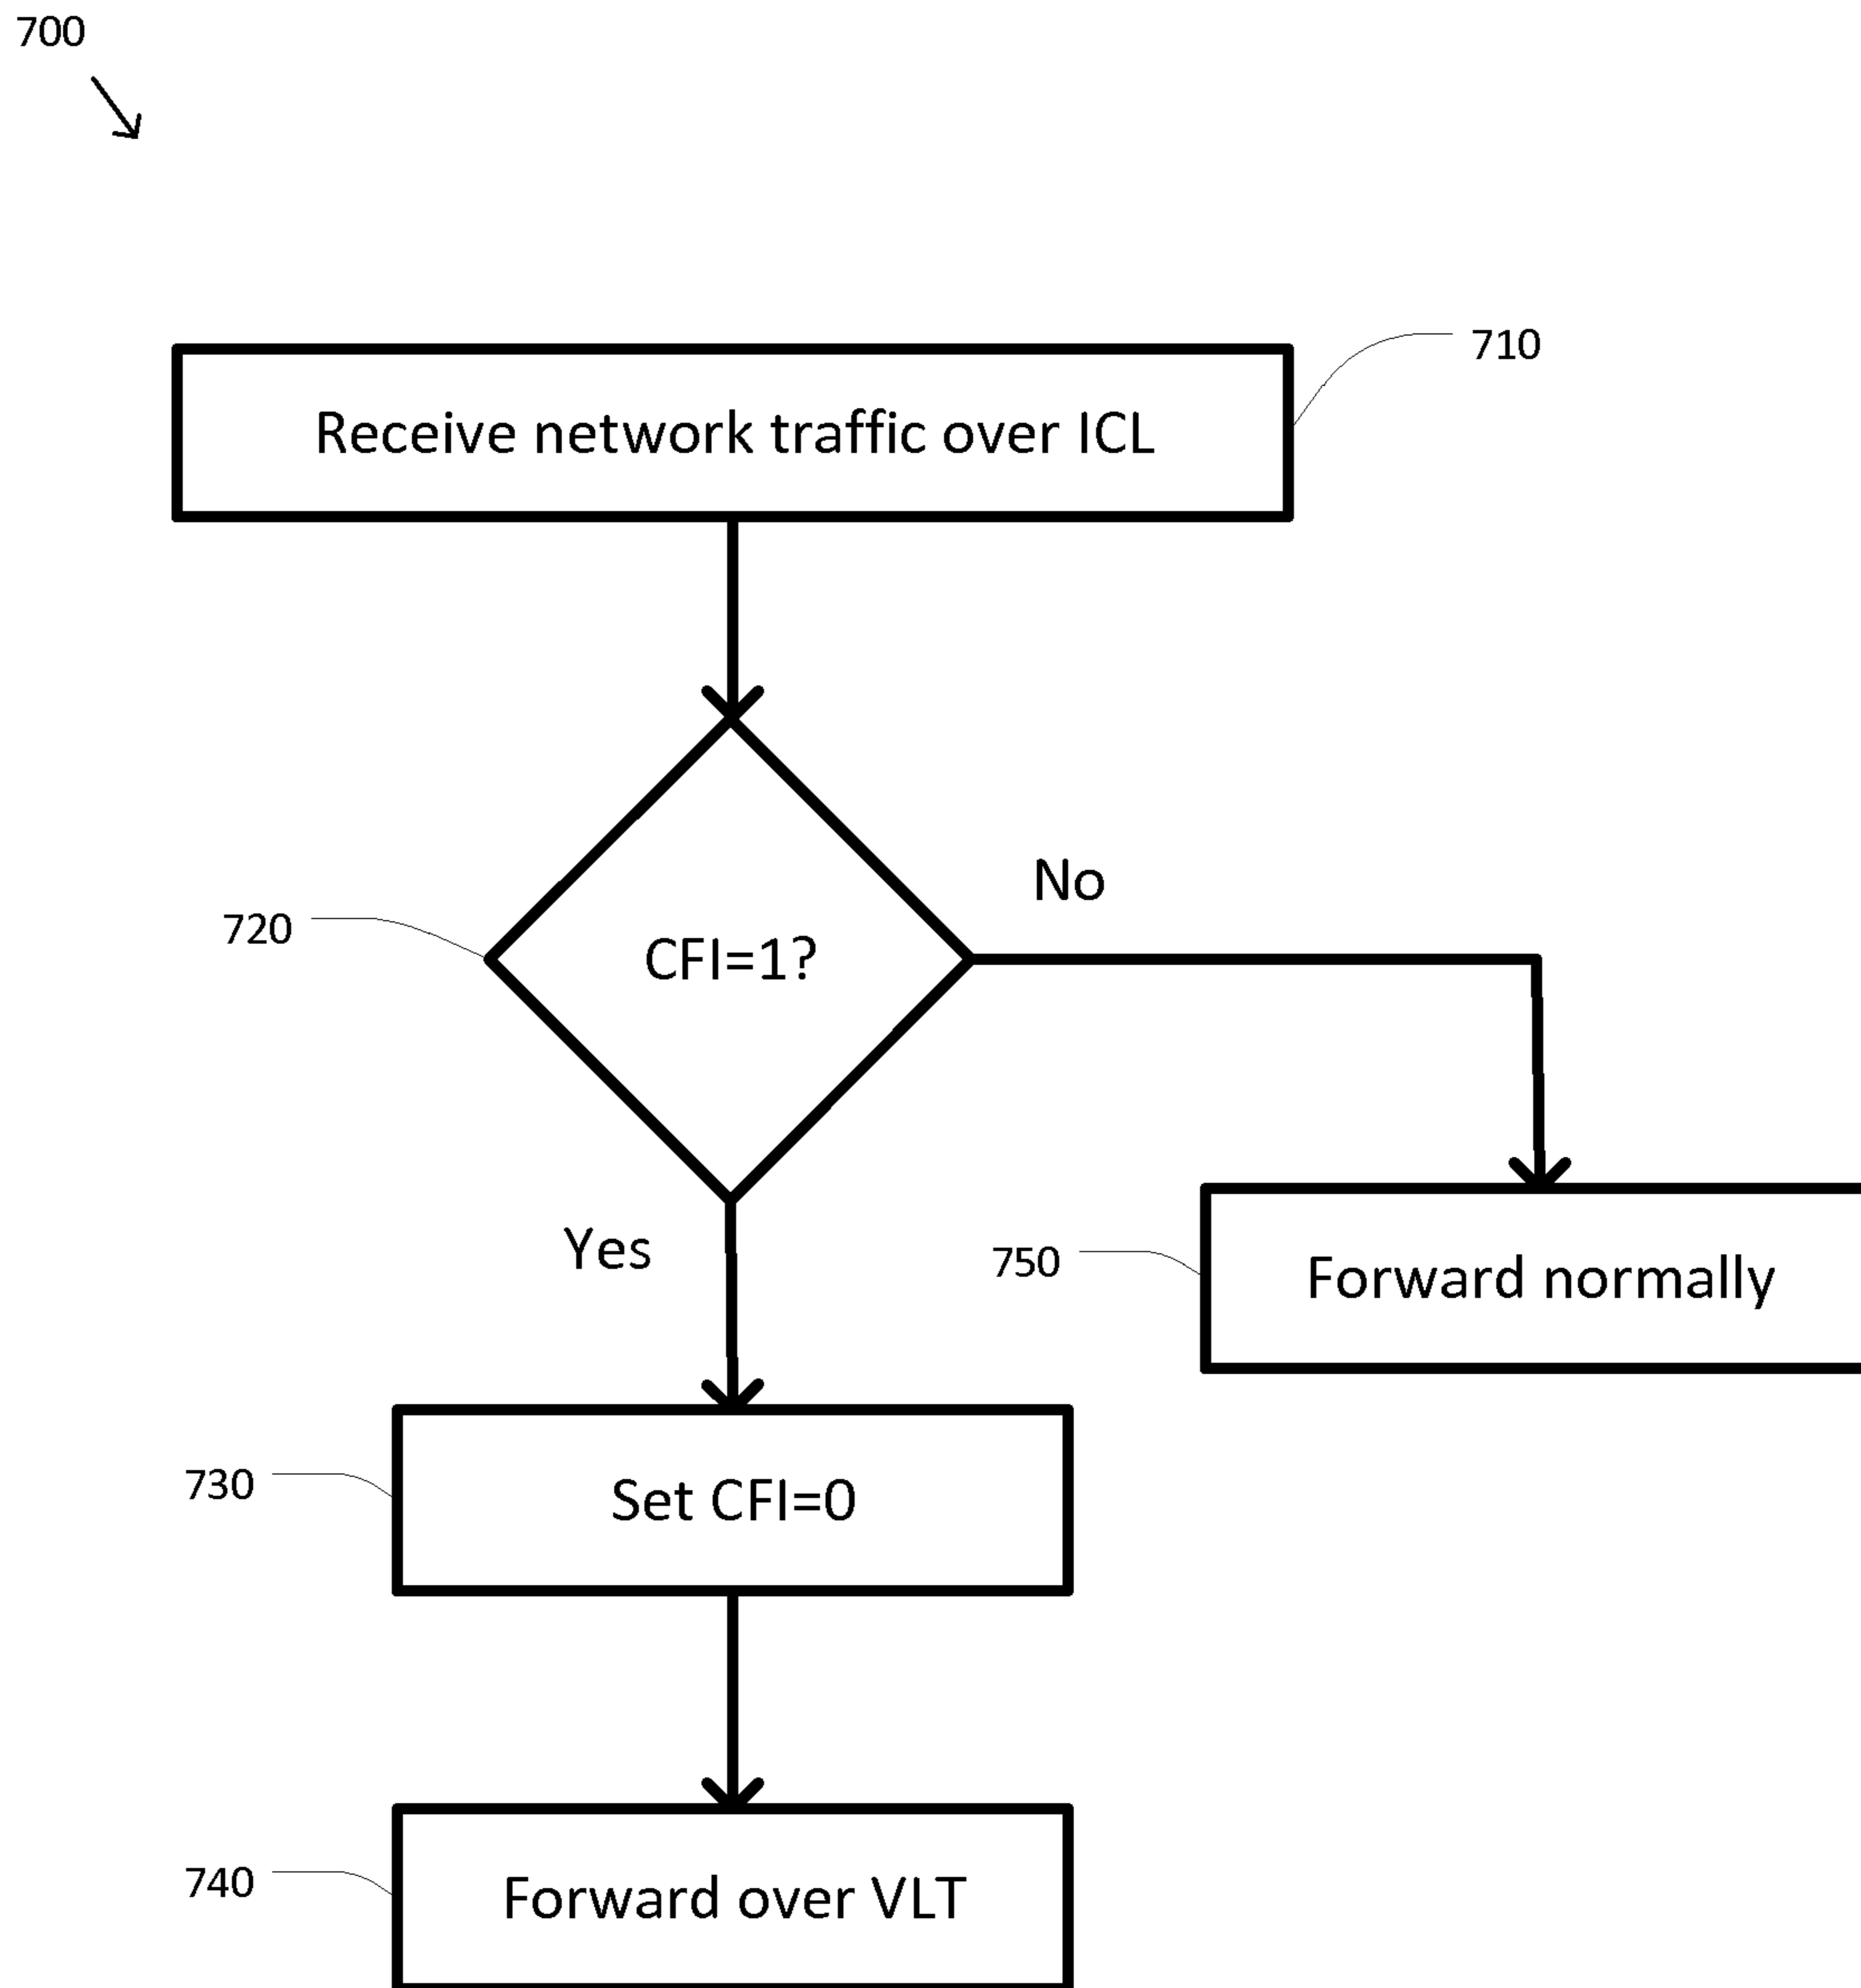 700
Receive network traffic over ICL
710
No
720
CFI=1?
Yes
750
Forward normally
730
Set CFI=0
740
Forward over VLT